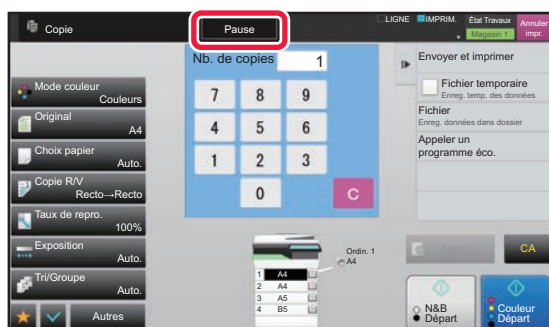 Copie
Pause
LIGNE
IMPRIM.
État Travaux
Magasin 1
Annuler
impr.
Nb. de copies
1
7 8 9
4 5 6
1 2 3
0 C
Mode couleur
Couleurs
Original
A4
Choix papier
Auto.
Copie R/V
Recto→Recto
Taux de repro.
100%
Exposition
Auto.
Tri/Groupe
Auto.
Autres
Ordin. 1
A4
1 A4
2 A4
3 A5
4 B5
Envoyer et imprimer
Fichier temporaire
Enreg. temp. des données
Fichier
Enreg. données dans dossier
Appeler un
programme éco.
CA
N&B
Départ
Couleur
Départ